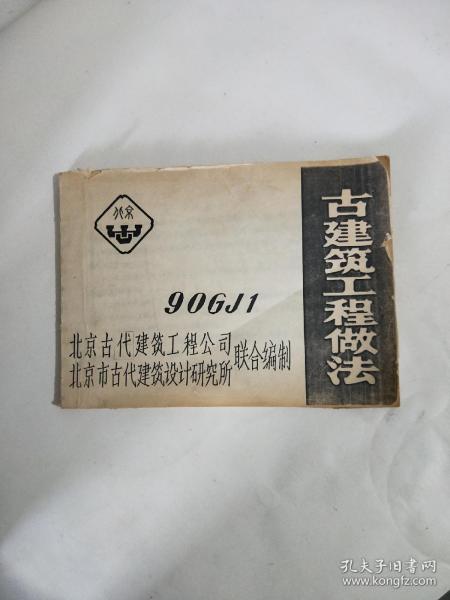 北京
古建筑工程做法
90GJ1
北京古代建筑工程公司
北京市古代建筑设计研究所
联合编制
孔夫子旧书网
www.kongfz.com